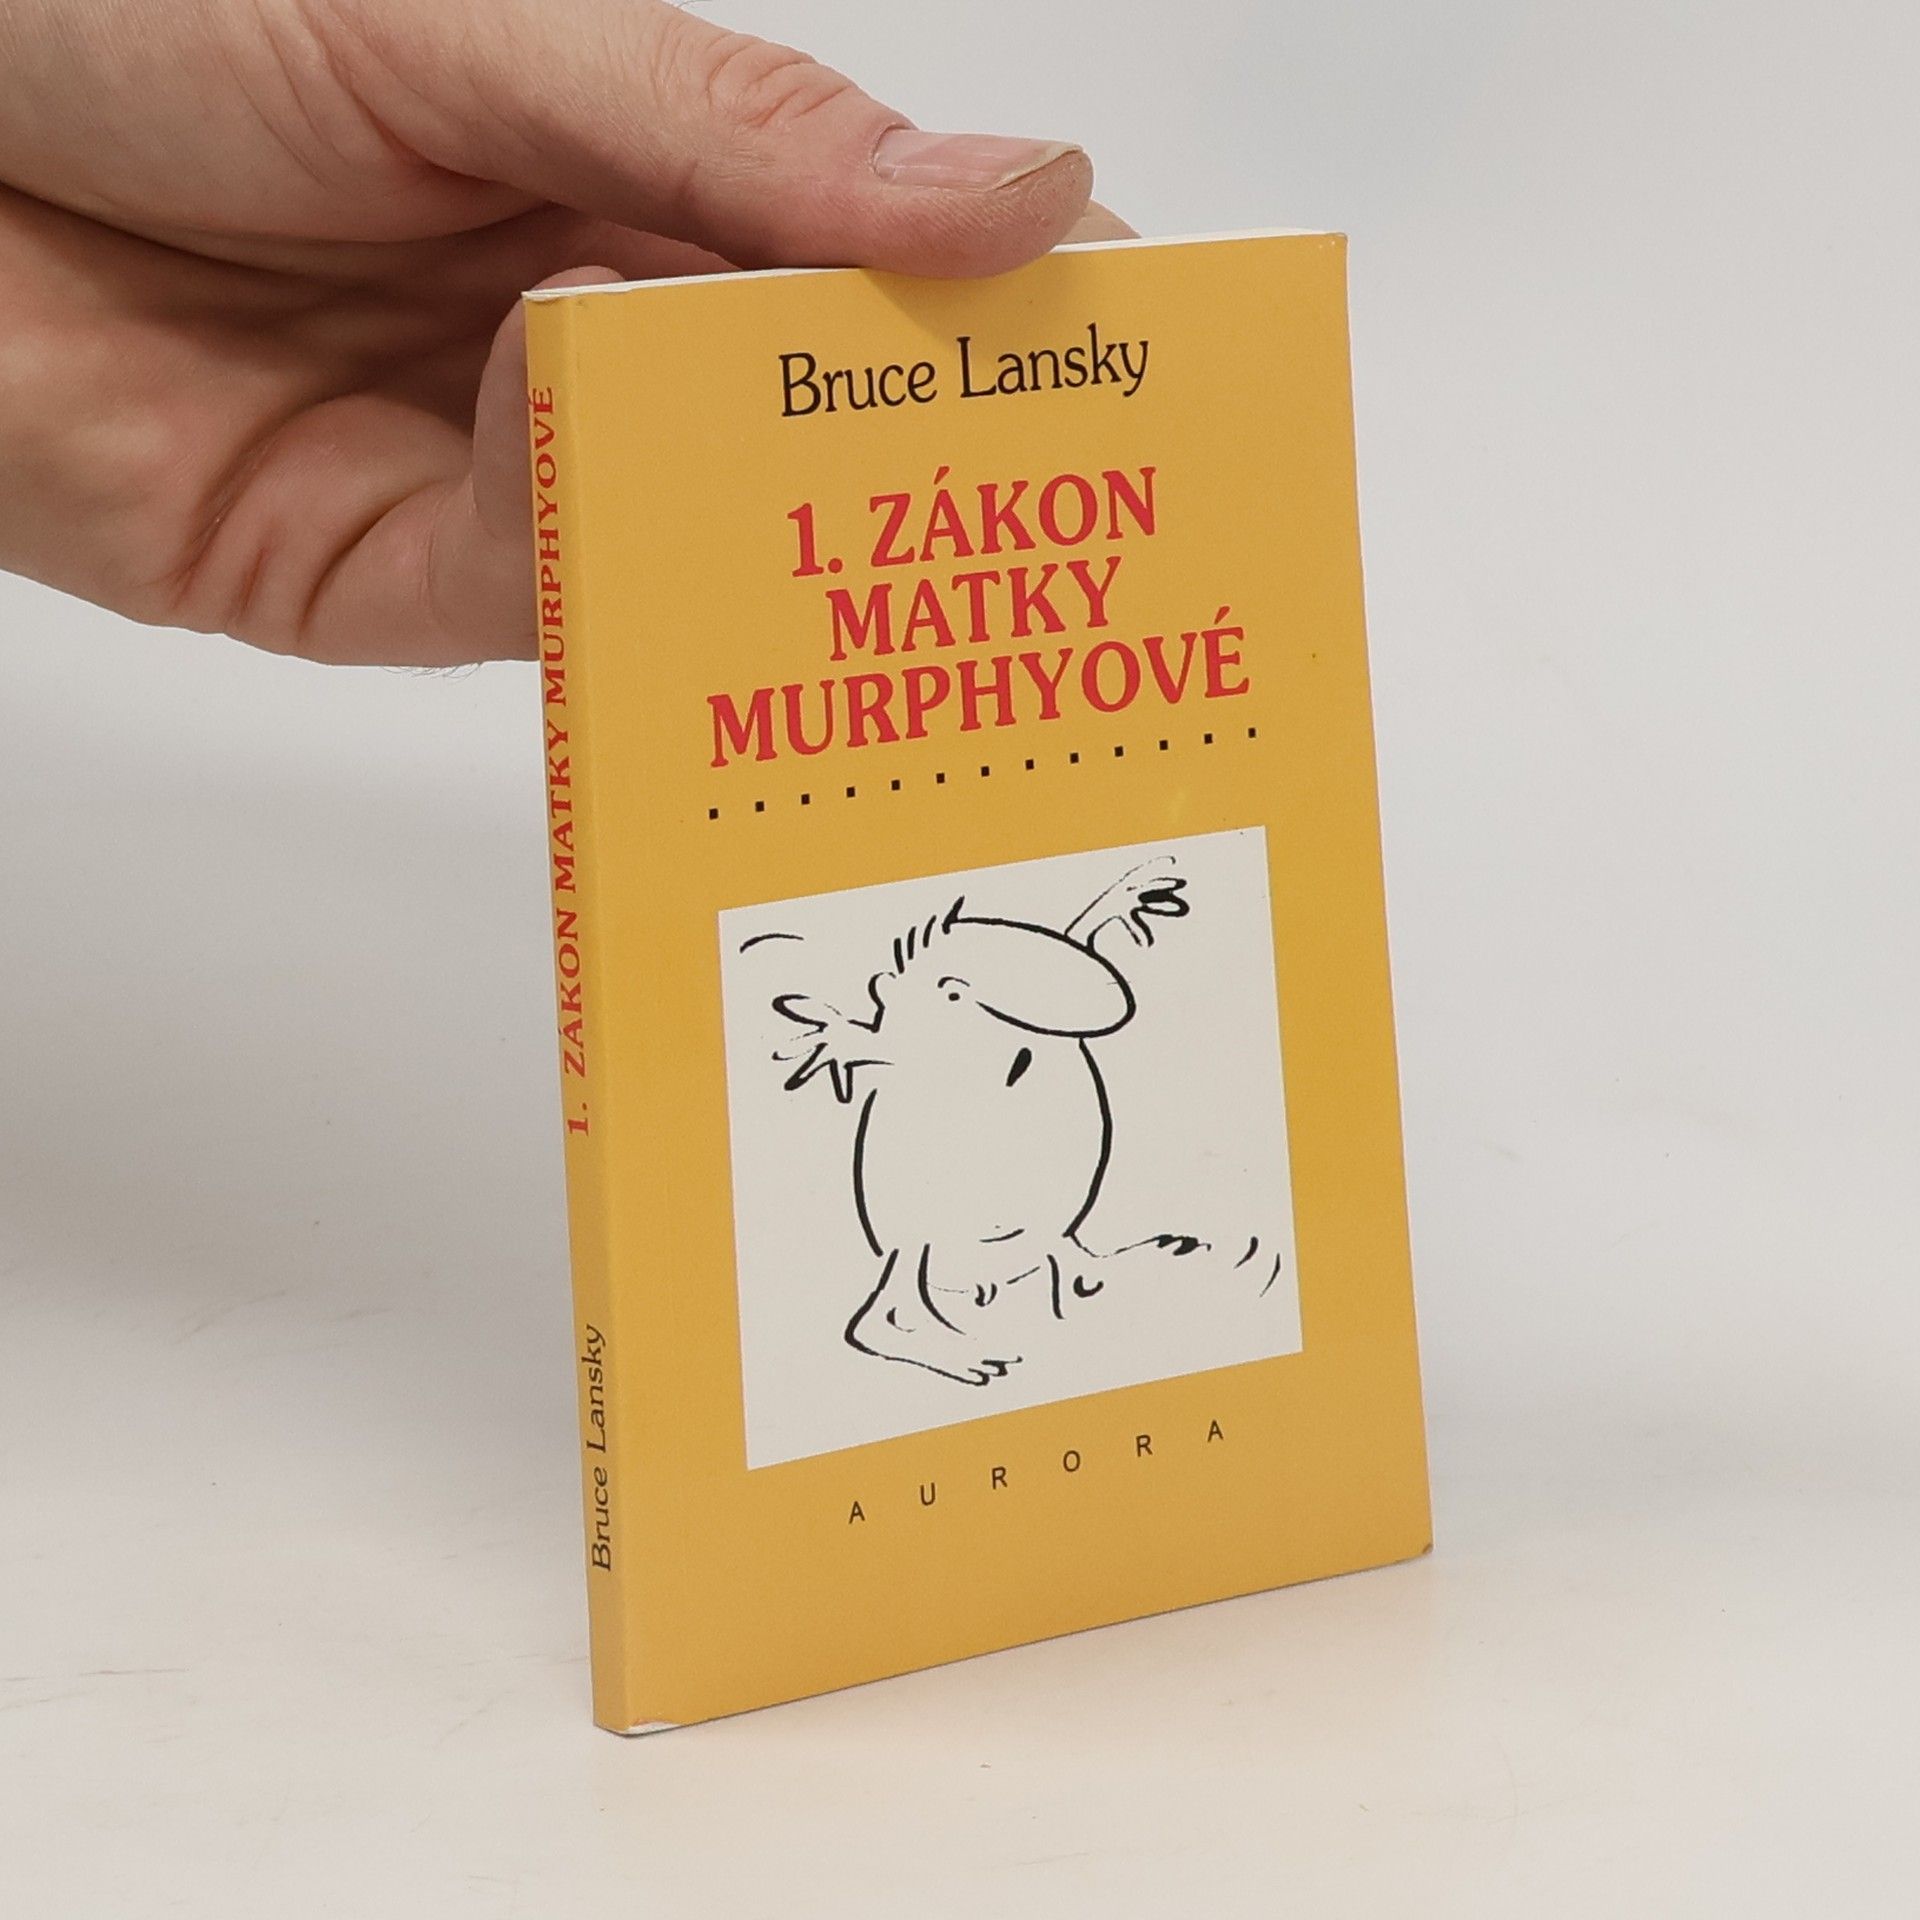 Bruce Lansky
1. ZÁKON
MATKY
MURPHYOVÉ
AURORA
Bruce Lansky 1. ZÁKON MATKY MURPHYOVÉ